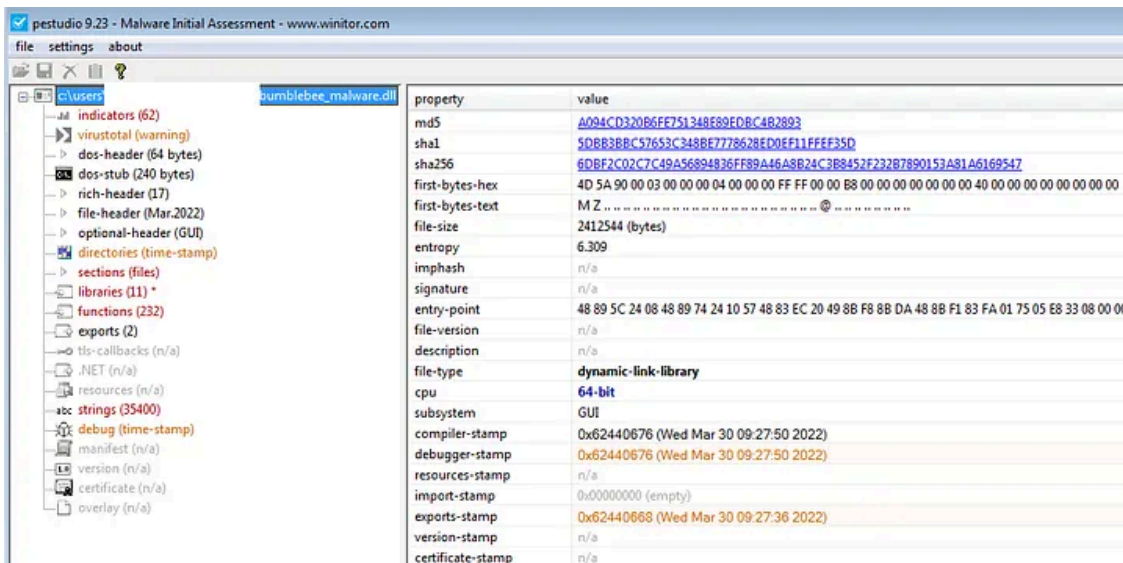 pestudio 9.23 - Malware Initial Assessment - www.winitor.com
file settings about
c:\users\ bumblebee_malware.dll
indicators (62)
virustotal (warning)
dos-header (64 bytes)
dos-stub (240 bytes)
rich-header (17)
file-header (Mar.2022)
optional-header (GUI)
directories (time-stamp)
sections (files)
libraries (11) *
functions (232)
exports (2)
tls-callbacks (n/a)
.NET (n/a)
resources (n/a)
abc strings (35400)
debug (time-stamp)
manifest (n/a)
version (n/a)
certificate (n/a)
overlay (n/a)
property value
md5 A094CD320B6FE751348E89EDBC4B2893
sha1 5DBB3BBC57653C348BE7778628ED0EF11FFEF35D
sha256 6DBF2C02C7C49A56894836FF89A46A8B24C3B8452F232B7890153A81A6169547
first-bytes-hex 4D 5A 90 00 03 00 00 00 04 00 00 00 FF FF 00 00 B8 00 00 00 00 00 00 00 40 00 00 00 00 00 00 00
first-bytes-text M Z .. .. .. .. .. .. .. .. .. .. .. .. .. .. .. .. .. .. .. .. .. .. @ .. .. .. .. .. .. ..
file-size 2412544 (bytes)
entropy 6.309
imphash n/a
signature n/a
entry-point 48 89 5C 24 08 48 89 74 24 10 57 48 83 EC 20 49 8B F8 8B DA 48 8B F1 83 FA 01 75 05 E8 33 08 00 00
file-version n/a
description n/a
file-type dynamic-link-library
cpu 64-bit
subsystem GUI
compiler-stamp 0x62440676 (Wed Mar 30 09:27:50 2022)
debugger-stamp 0x62440676 (Wed Mar 30 09:27:50 2022)
resources-stamp n/a
import-stamp 0x00000000 (empty)
exports-stamp 0x62440668 (Wed Mar 30 09:27:36 2022)
version-stamp n/a
certificate-stamp n/a